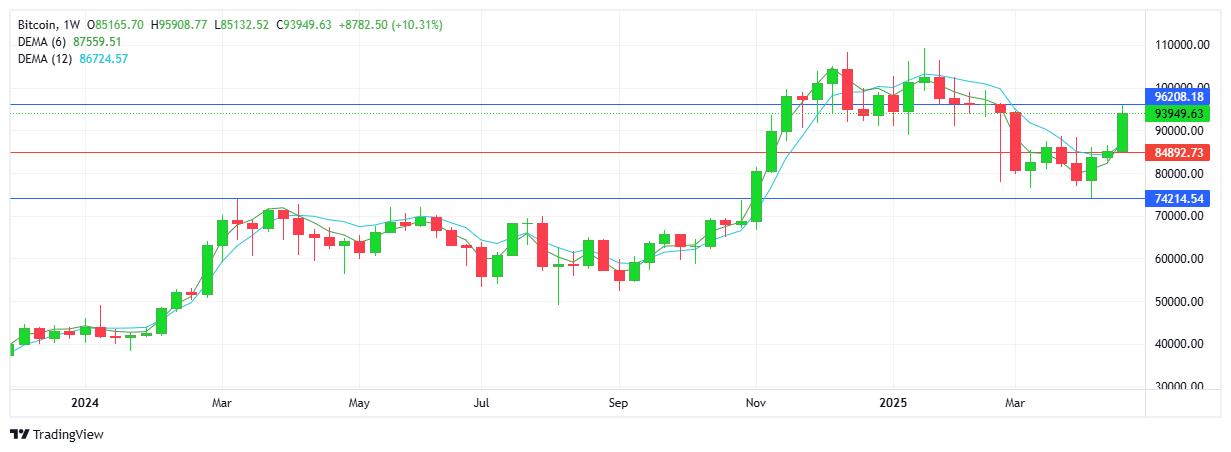 Bitcoin, 1W O85165.70 H95908.77 L85132.52 C93949.63 +8782.50 (+10.31%)
DEMA (6) 87559.51
DEMA (12) 86724.57
110000.00
100000.00
96208.18
93949.63
90000.00
84892.73
80000.00
74214.54
70000.00
60000.00
50000.00
40000.00
30000.00
2024 Mar May Jul Sep Nov 2025 Mar
TradingView